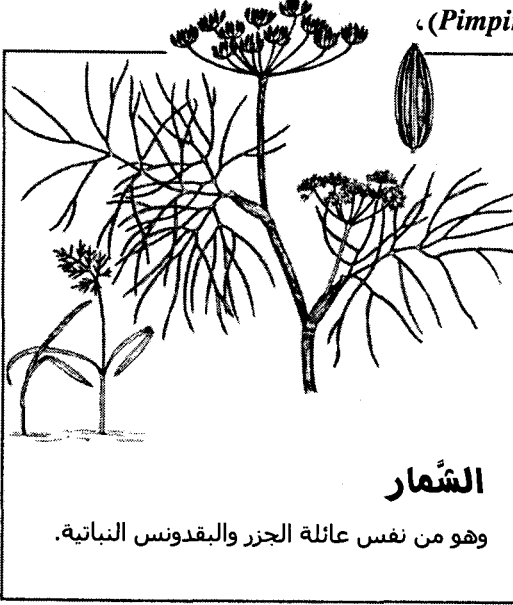 (Pimpi،
الشَّمار
وهو من نفس عائلة الجزر والبقدونس النباتية.